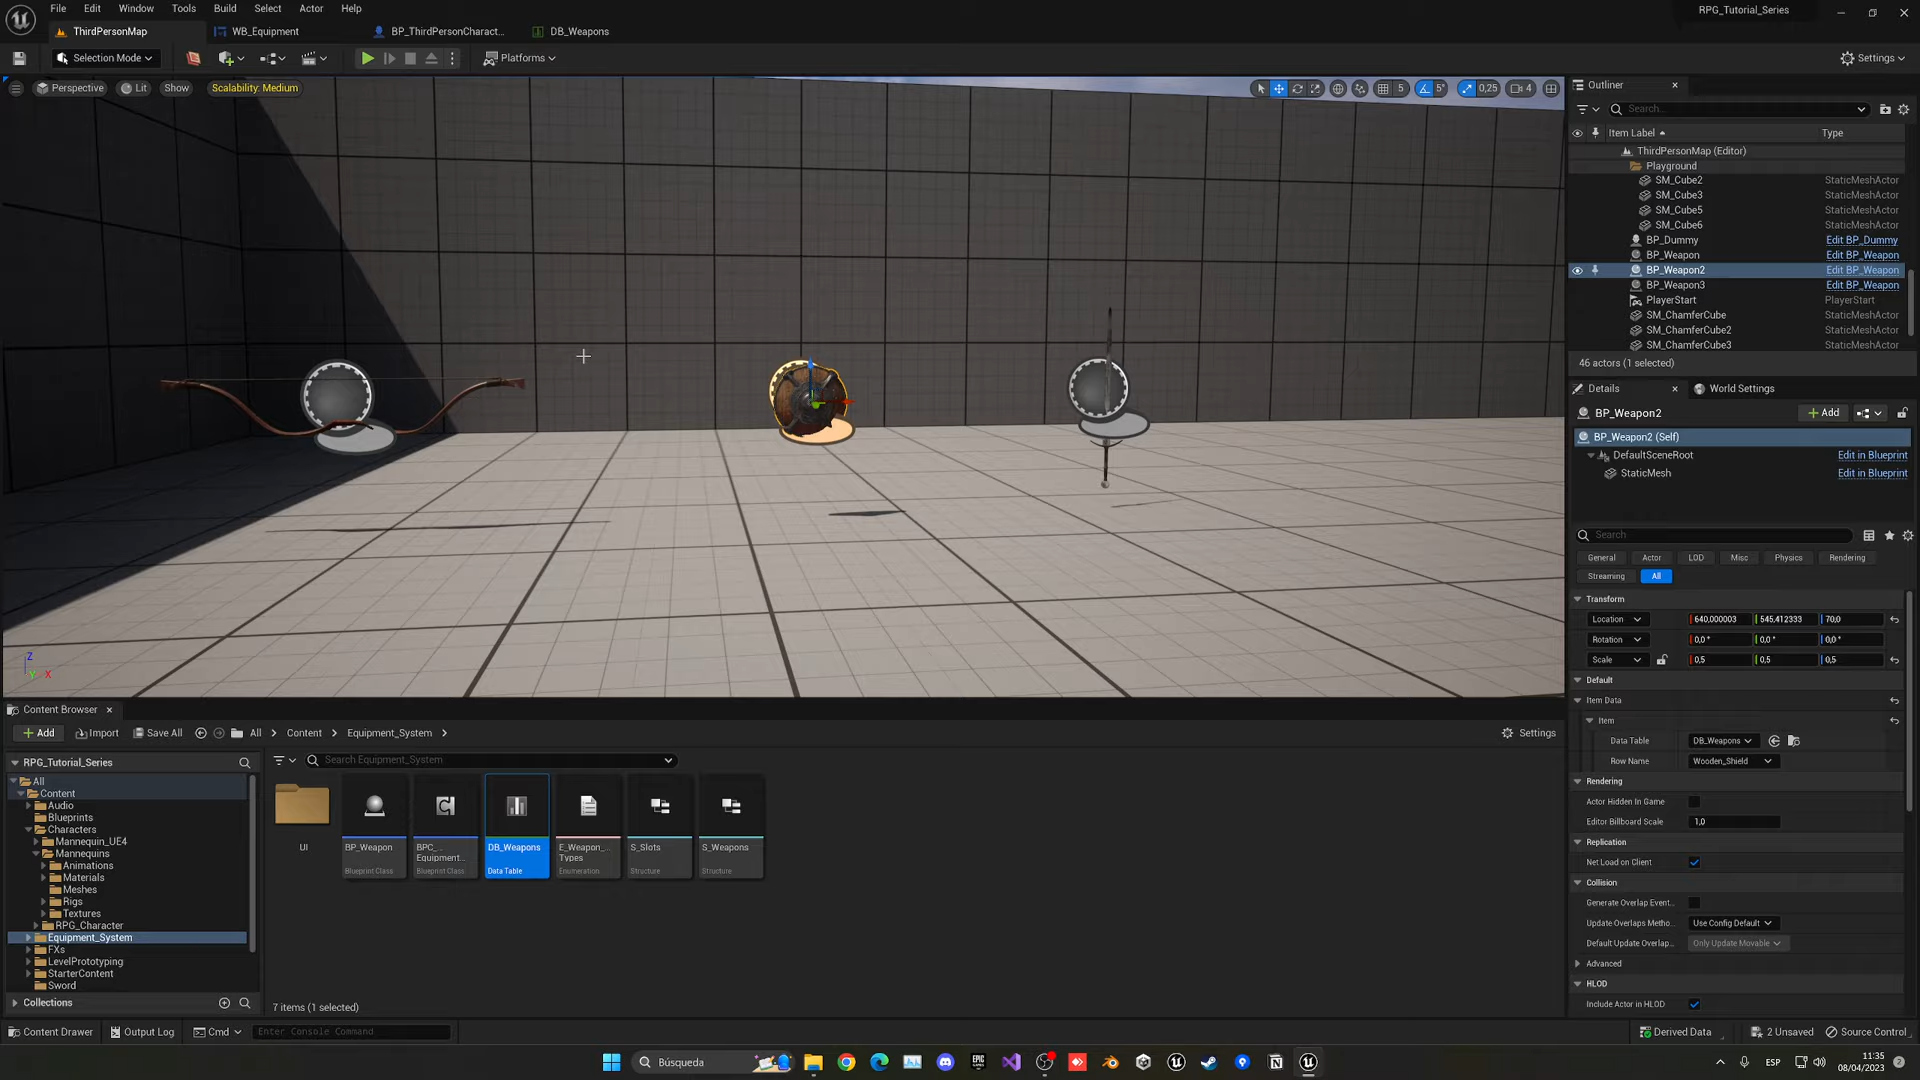 File Edit Window Tools Build Select Actor Help
RPG_Tutorial_Series
ThirdPersonMap
WB_Equipment
BP_ThirdPersonCharact...
DB_Weapons
Selection Mode
Platforms
Settings
Perspective
Lit
Show
Scalability: Medium
5
5°
0,25
4
Outliner
Search...
Item Label
Type
ThirdPersonMap (Editor)
Playground
SM_Cube2 StaticMeshActor
SM_Cube3 StaticMeshActor
SM_Cube5 StaticMeshActor
SM_Cube6 StaticMeshActor
BP_Dummy Edit BP_Dummy
BP_Weapon Edit BP_Weapon
BP_Weapon2 Edit BP_Weapon
BP_Weapon3 Edit BP_Weapon
PlayerStart PlayerStart
SM_ChamferCube StaticMeshActor
SM_ChamferCube2 StaticMeshActor
SM_ChamferCube3 StaticMeshActor
46 actors (1 selected)
Details
World Settings
BP_Weapon2
Add
BP_Weapon2 (Self)
DefaultSceneRoot Edit in Blueprint
StaticMesh Edit in Blueprint
Search
General Actor LOD Misc Physics Rendering
Streaming All
Transform
Location 640,000003 545,412333 70,0
Rotation 0,0 ° 0,0 ° 0,0 °
Scale 0,5 0,5 0,5
Default
Item Data
Item
Data Table DB_Weapons
Row Name Wooden_Shield
Rendering
Actor Hidden In Game
Editor Billboard Scale 1,0
Replication
Net Load on Client
Collision
Generate Overlap Event...
Update Overlaps Metho... Use Config Default
Default Update Overlap... Only Update Movable
Advanced
HLOD
Include Actor in HLOD
Z
Y X
Content Browser
Add Import Save All All Content Equipment_System
Settings
RPG_Tutorial_Series
All
Content
Audio
Blueprints
Characters
Mannequin_UE4
Mannequins
Animations
Materials
Meshes
Rigs
Textures
RPG_Character
Equipment_System
FXs
LevelPrototyping
StarterContent
Sword
Collections
Search Equipment_System
UI
BP_Weapon
Blueprint Class
BPC_...
Equipment...
Blueprint Class
DB_Weapons
Data Table
E_Weapon_...
Types
Enumeration
S_Slots
Structure
S_Weapons
Structure
7 items (1 selected)
Content Drawer
Output Log
Cmd
Enter Console Command
Derived Data
2 Unsaved
Source Control
Búsqueda
EPIC GAMES
ESP
11:35
08/04/2023
2